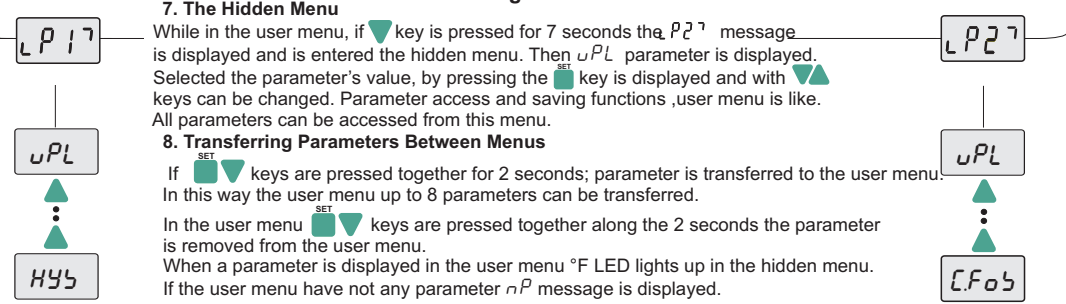 7. The Hidden Menu
While in the user menu, if key is pressed for 7 seconds the LP2 message
is displayed and is entered the hidden menu. Then uPL parameter is displayed.
SET
Selected the parameter's value, by pressing the key is displayed and with
keys can be changed. Parameter access and saving functions ,user menu is like.
All parameters can be accessed from this menu.
8. Transferring Parameters Between Menus
SET
If keys are pressed together for 2 seconds; parameter is transferred to the user menu.
In this way the user menu up to 8 parameters can be transferred.
SET
In the user menu keys are pressed together along the 2 seconds the parameter
is removed from the user menu.
When a parameter is displayed in the user menu °F LED lights up in the hidden menu.
If the user menu have not any parameter nP message is displayed.
LP1
uPL
HYS
LP2
uPL
C.FoS